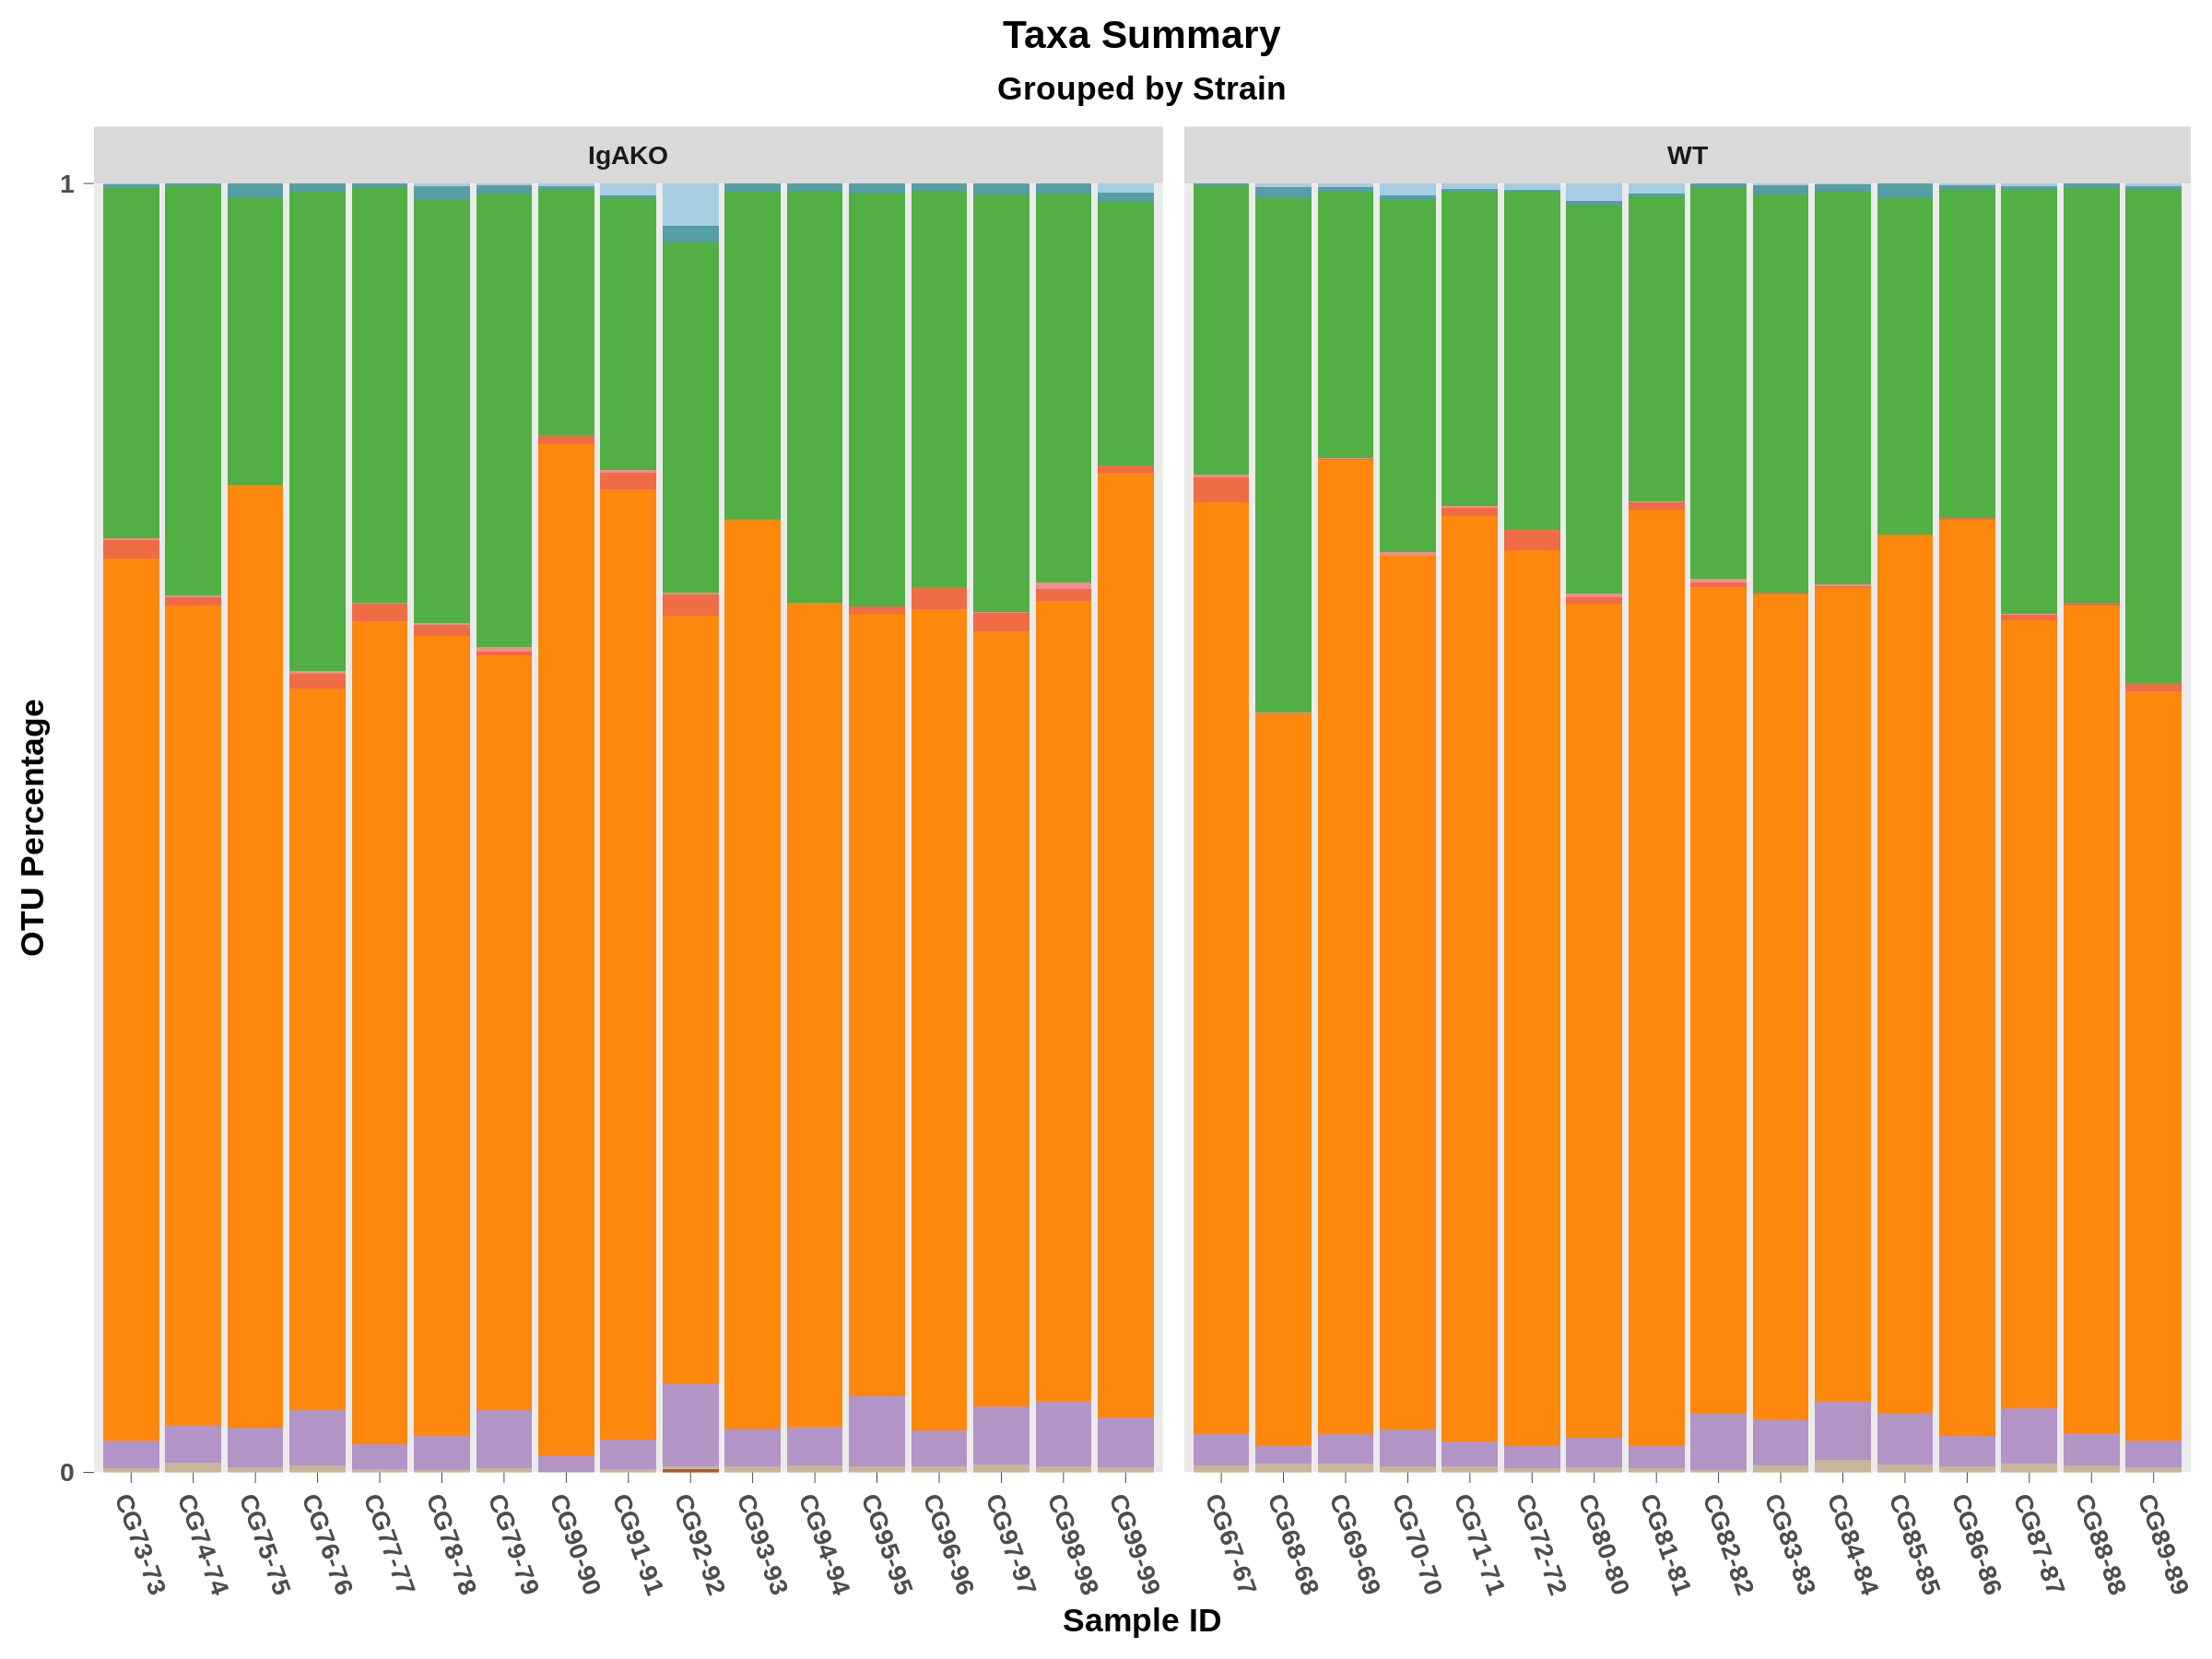 Taxa Summary
Grouped by Strain
IgAKO
WT
1
0
OTU Percentage
CG73-73
CG74-74
CG75-75
CG76-76
CG77-77
CG78-78
CG79-79
CG90-90
CG91-91
CG92-92
CG93-93
CG94-94
CG95-95
CG96-96
CG97-97
CG98-98
CG99-99
CG67-67
CG68-68
CG69-69
CG70-70
CG71-71
CG72-72
CG80-80
CG81-81
CG82-82
CG83-83
CG84-84
CG85-85
CG86-86
CG87-87
CG88-88
CG89-89
Sample ID